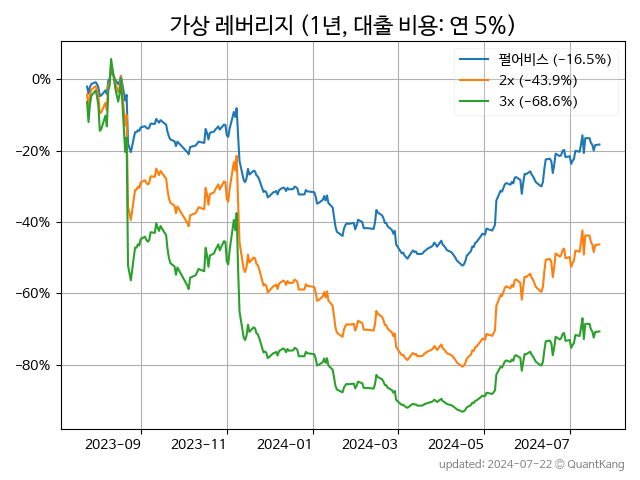 가상 레버리지 (1년, 대출 비용: 연 5%)
펄어비스 (−16.5%)
2x (−43.9%)
3x (−68.6%)
0%
−20%
−40%
−60%
−80%
2023-09 2023-11 2024-01 2024-03 2024-05 2024-07
updated: 2024-07-22 © QuantKang